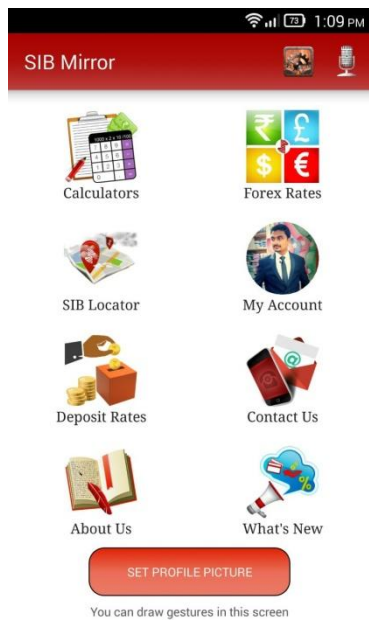 73 1:09 PM
SIB Mirror
Calculators
Forex Rates
SIB Locator
My Account
Deposit Rates
Contact Us
About Us
What's New
SET PROFILE PICTURE
You can draw gestures in this screen